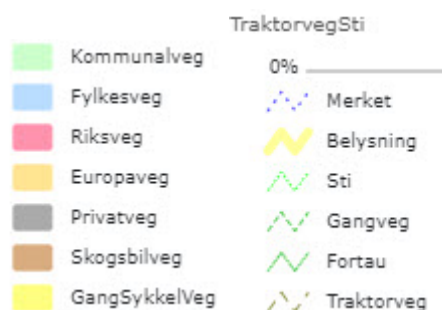 Kommunalveg
Fylkesveg
Riksveg
Europaveg
Privatveg
Skogsbilveg
GangSykkelVeg
TraktorvegSti
0%
Merket
Belysning
Sti
Gangveg
Fortau
Traktorveg